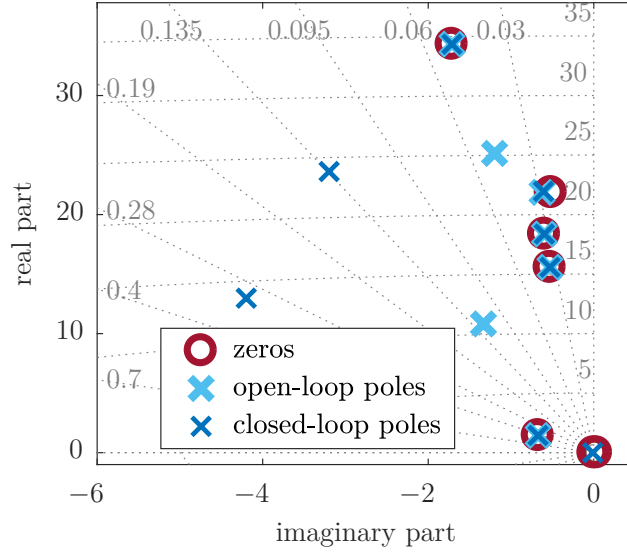 0.135 0.095 0.06 0.03 35
30
0.19
30
25
20
20
0.28
15
0.4
10
10
0.7
5
0
zeros
open-loop poles
closed-loop poles
−6 −4 −2 0
imaginary part
real part